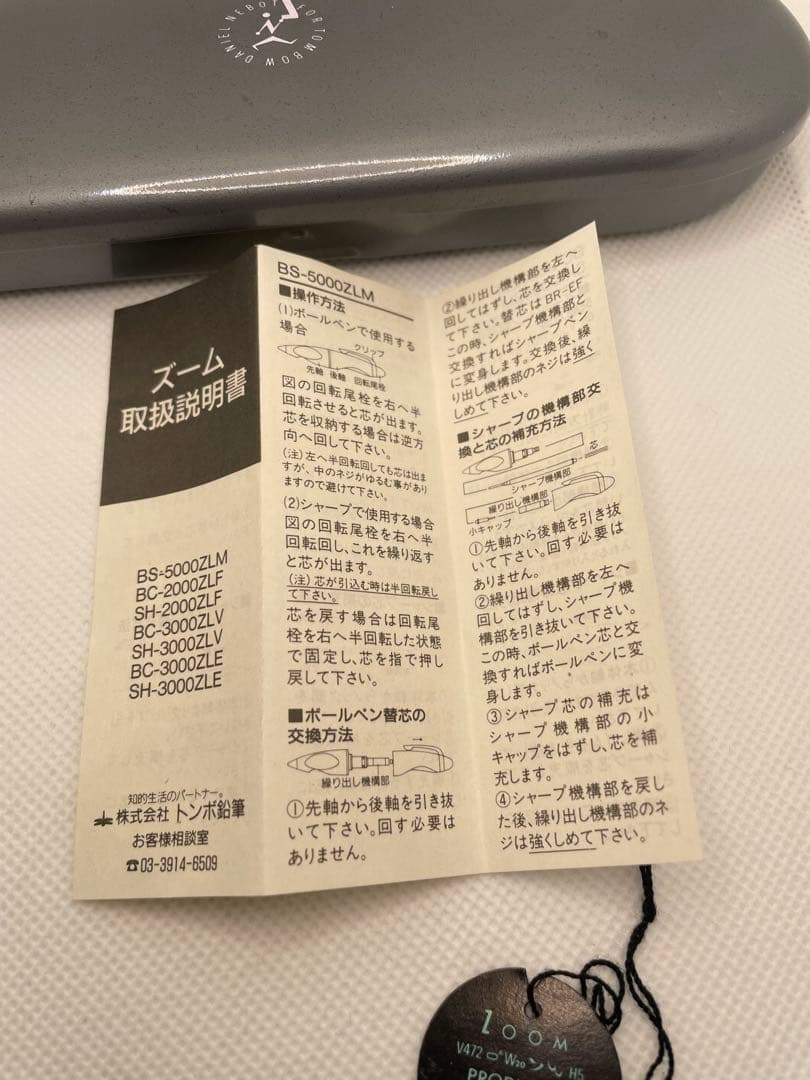 DANIEL NEBOT FOR TOMBOW
ズーム
取扱説明書
BS-5000ZLM
BC-2000ZLF
SH-2000ZLF
BC-3000ZLV
SH-3000ZLV
BC-3000ZLE
SH-3000ZLE
知的生活のパートナー。
株式会社 トンボ鉛筆
お客様相談室
☎03-3914-6509
BS-5000ZLM
■操作方法
(1)ボールペンで使用する
場合
クリップ
先軸 後軸 回転尾栓
図の回転尾栓を右へ半
回転させると芯が出ます。
芯を収納する場合は逆方
向へ回して下さい。
(注)左へ半回転回しても芯は出ま
すが、中のネジがゆるむ事があり
ますので避けて下さい。
(2)シャープで使用する場合
図の回転尾栓を右へ半
回転回し、これを繰り返す
と芯が出ます。
(注)芯が引込む時は半回転戻し
て下さい。
芯を戻す場合は回転尾
栓を右へ半回転した状態
で固定し、芯を指で押し
戻して下さい。
■ボールペン替芯の
交換方法
繰り出し機構部
①先軸から後軸を引き抜
いて下さい。回す必要は
ありません。
②繰り出し機構部を左へ
回してはずし、芯を交換し
て下さい。替芯はBR-EF
この時、シャープ機構部と
交換すればシャープペン
に変身します。交換後、繰
り出し機構部のネジは強く
しめて下さい。
■シャープの機構部交
換と芯の補充方法
芯
シャープ機構部
繰り出し機構部
小キャップ
①先軸から後軸を引き抜
いて下さい。回す必要は
ありません。
②繰り出し機構部を左へ
回してはずし、シャープ機
構部を引き抜いて下さい。
この時、ボールペン芯と交
換すればボールペンに変
身します。
③シャープ芯の補充は
シャープ機構部の小
キャップをはずし、芯を補
充します。
④シャープ機構部を戻し
た後、繰り出し機構部のネ
ジは強くしめて下さい。
ZOOM